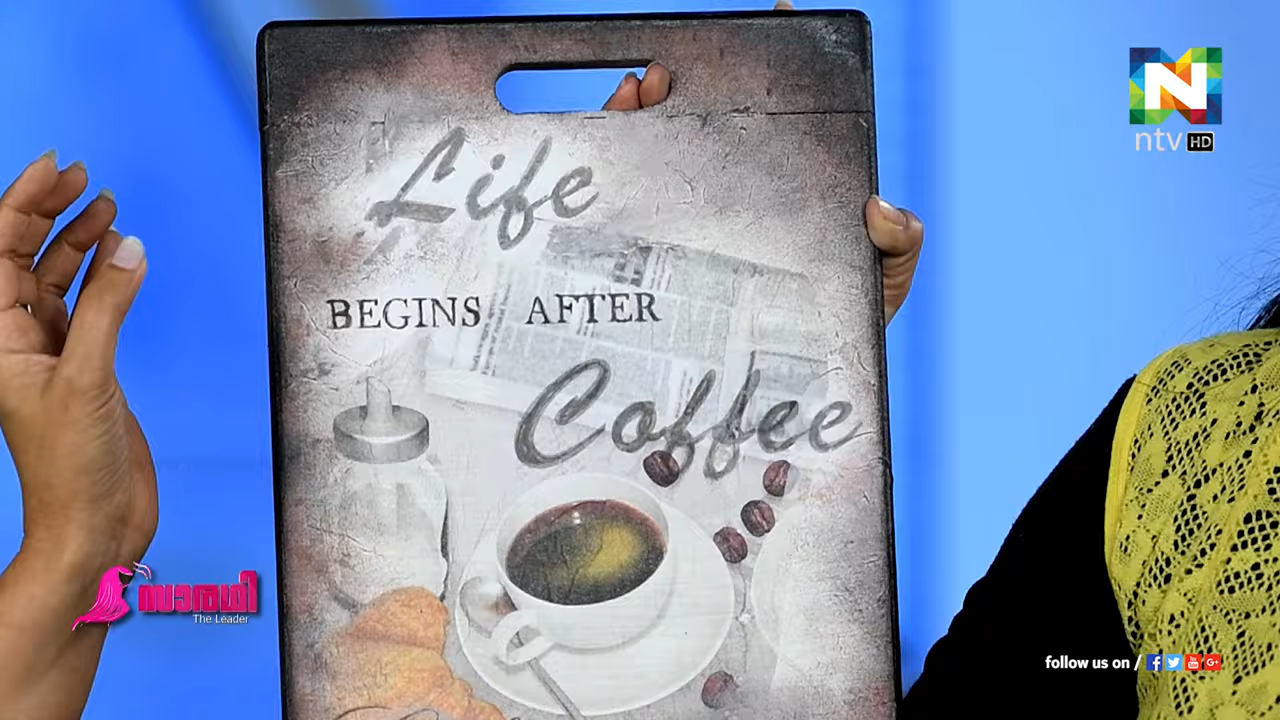 N
ntv HD
Life
BEGINS AFTER
Coffee
സാരഥി
The Leader
follow us on /